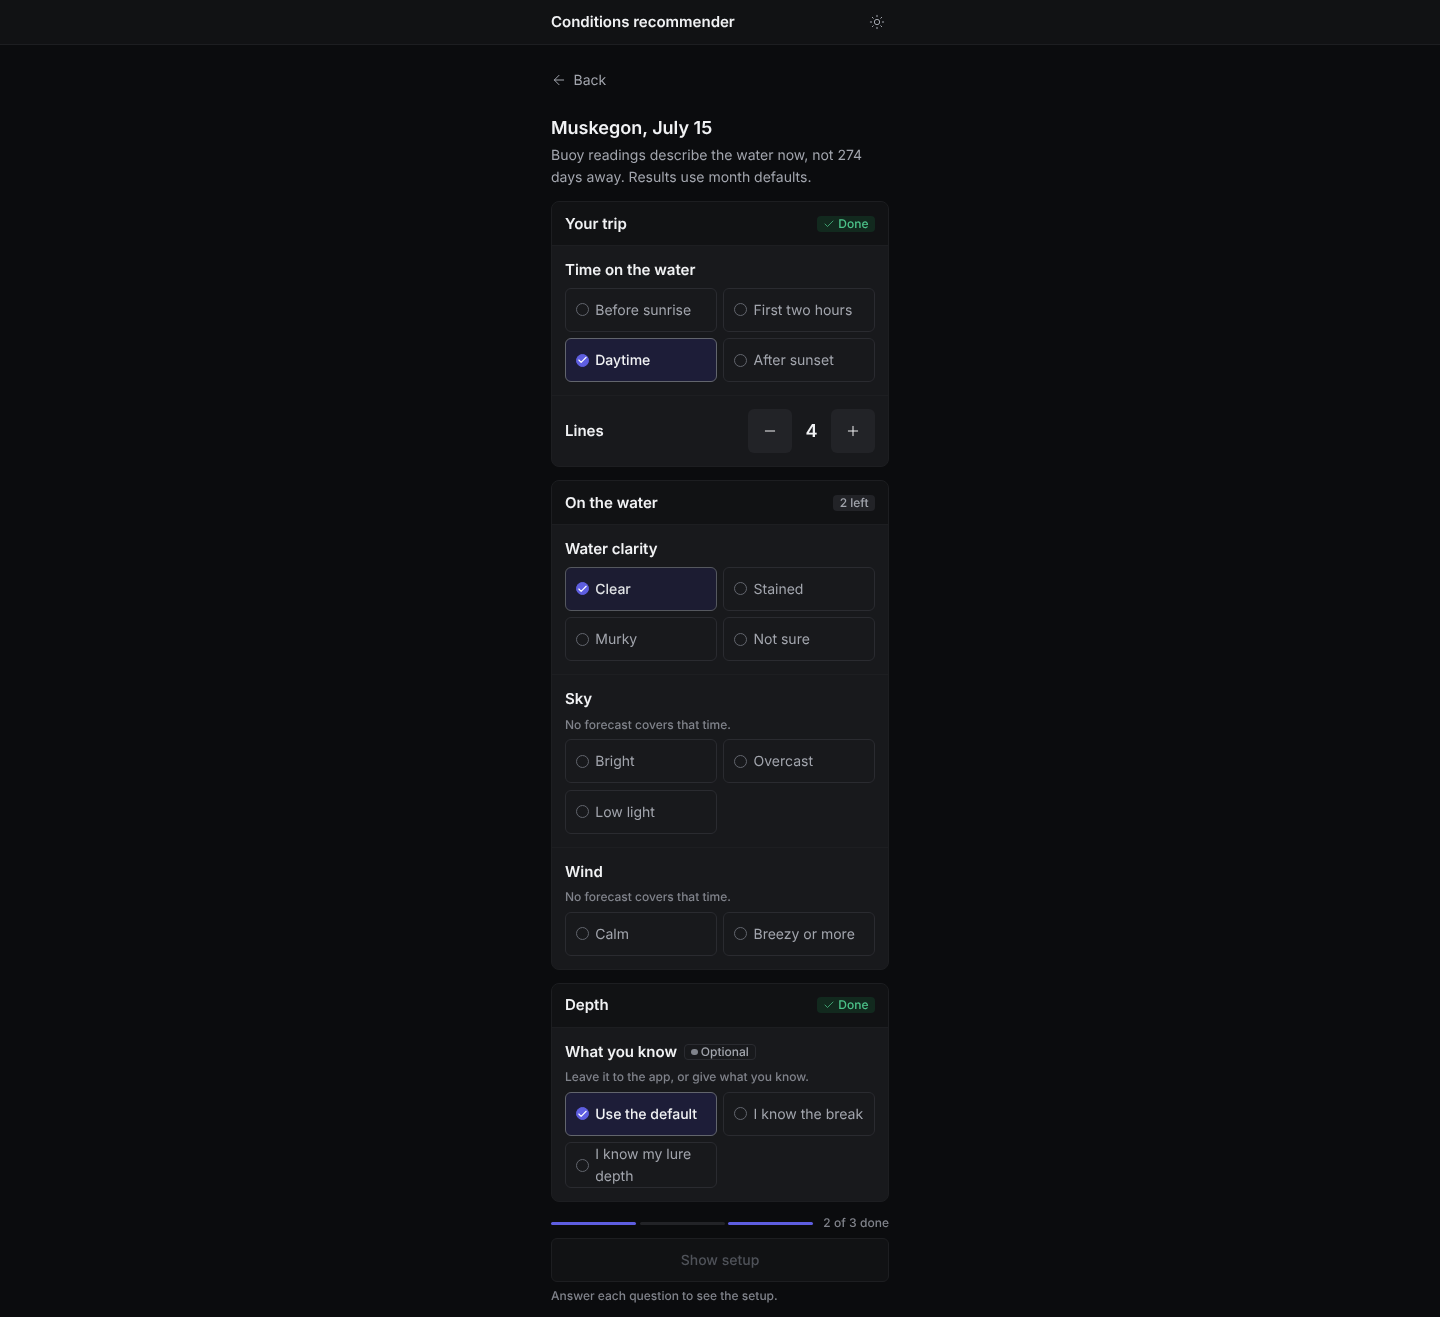 Conditions recommender
Back
Muskegon, July 15
Buoy readings describe the water now, not 274
days away. Results use month defaults.
Your trip
Done
Time on the water
Before sunrise
First two hours
Daytime
After sunset
Lines
4
On the water
2 left
Water clarity
Clear
Stained
Murky
Not sure
Sky
No forecast covers that time.
Bright
Overcast
Low light
Wind
No forecast covers that time.
Calm
Breezy or more
Depth
Done
What you know
Optional
Leave it to the app, or give what you know.
Use the default
I know the break
I know my lure
depth
2 of 3 done
Show setup
Answer each question to see the setup.